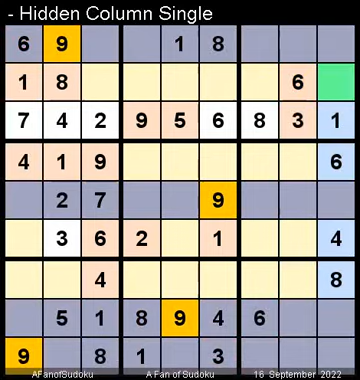 - Hidden Column Single
6 9 1 8
1 8 6
7 4 2 9 5 6 8 3 1
4 1 9 6
2 7 9
3 6 2 1 4
4 8
5 1 8 9 4 6
9 8 1 3
AFanofSudoku A Fan of Sudoku 16 September 2022